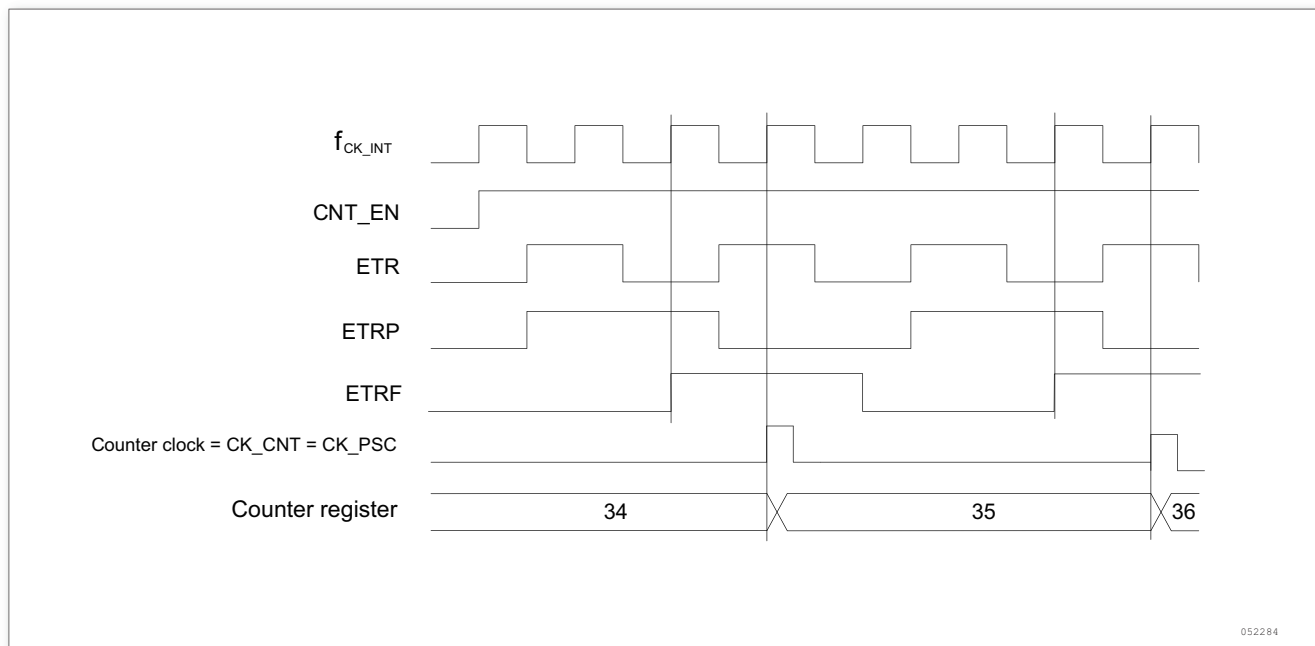 fCK_INT
CNT_EN
ETR
ETRP
ETRF
Counter clock = CK_CNT = CK_PSC
Counter register 34 35 36
052284